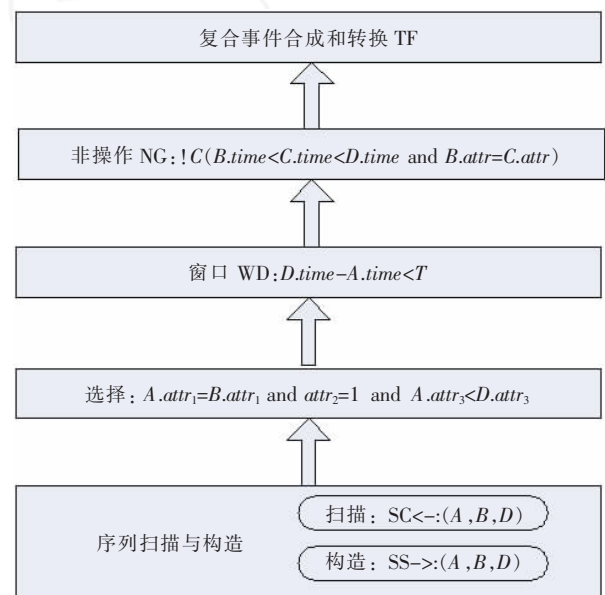 复合事件合成和转换 TF
非操作 NG:!C(B.time<C.time<D.time and B.attr=C.attr)
窗口 WD:D.time-A.time<T
选择: A.attr₁=B.attr₁ and attr₂=1 and A.attr₃<D.attr₃
序列扫描与构造
扫描: SC<-:(A,B,D)
构造: SS->:(A,B,D)